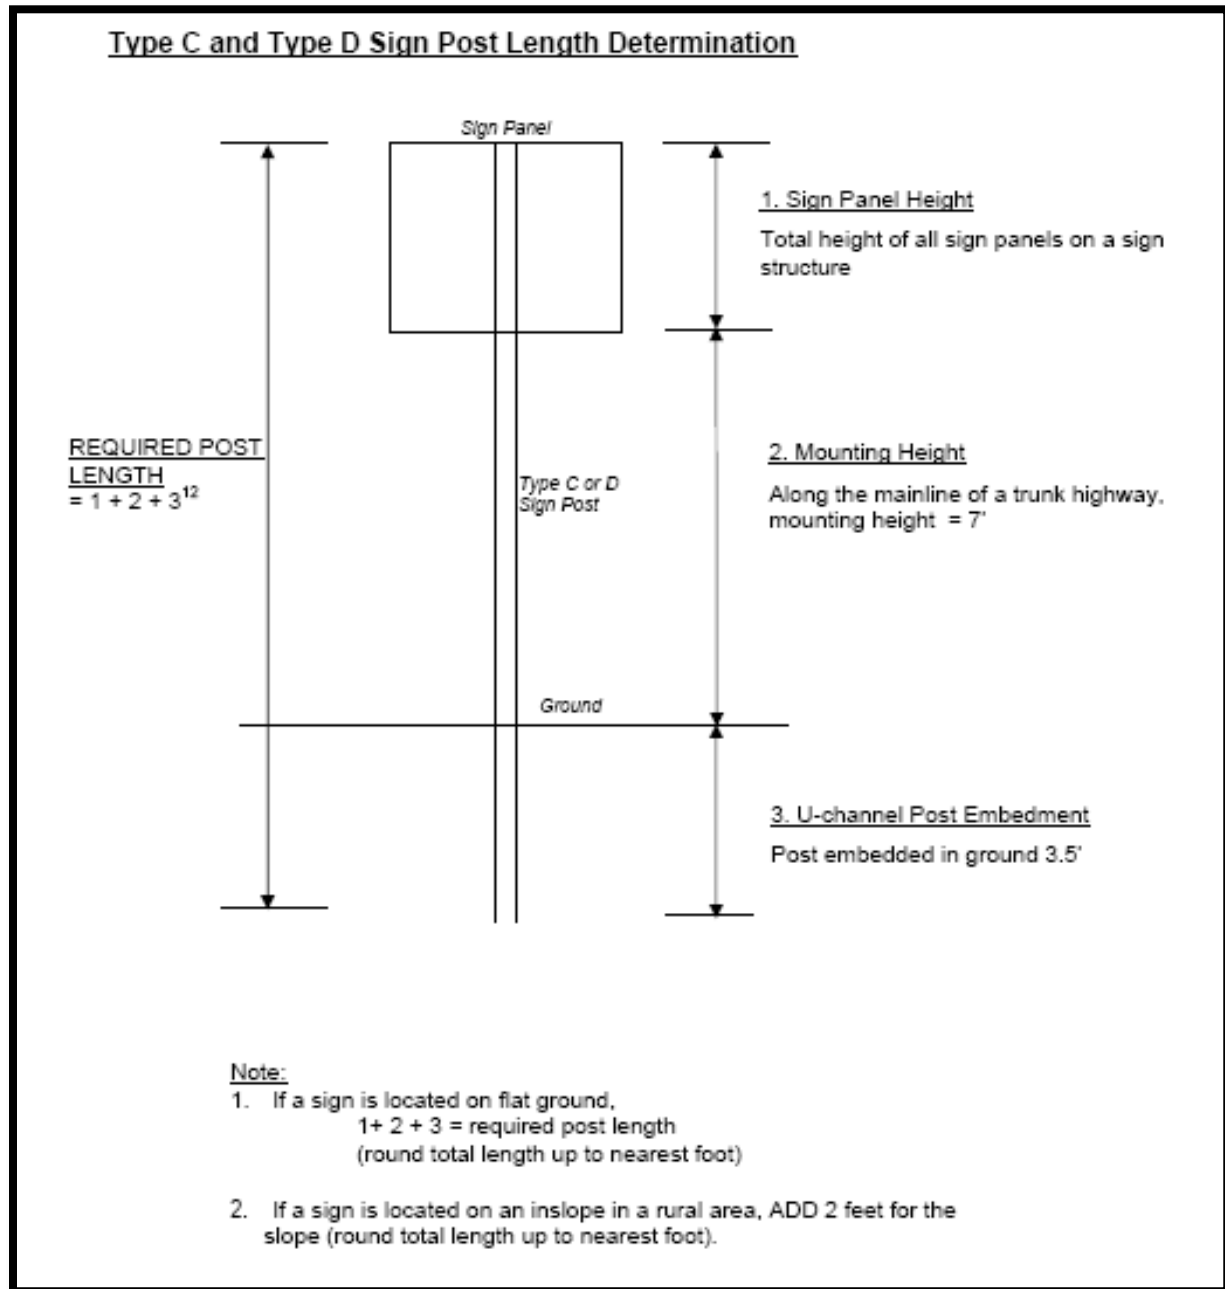 Type C and Type D Sign Post Length Determination
Sign Panel
1. Sign Panel Height
Total height of all sign panels on a sign
structure
REQUIRED POST
LENGTH
= 1 + 2 + 3¹²
Type C or D
Sign Post
2. Mounting Height
Along the mainline of a trunk highway,
mounting height = 7'
Ground
3. U-channel Post Embedment
Post embedded in ground 3.5'
Note:
1. If a sign is located on flat ground,
1+ 2 + 3 = required post length
(round total length up to nearest foot)
2. If a sign is located on an inslope in a rural area, ADD 2 feet for the
slope (round total length up to nearest foot).